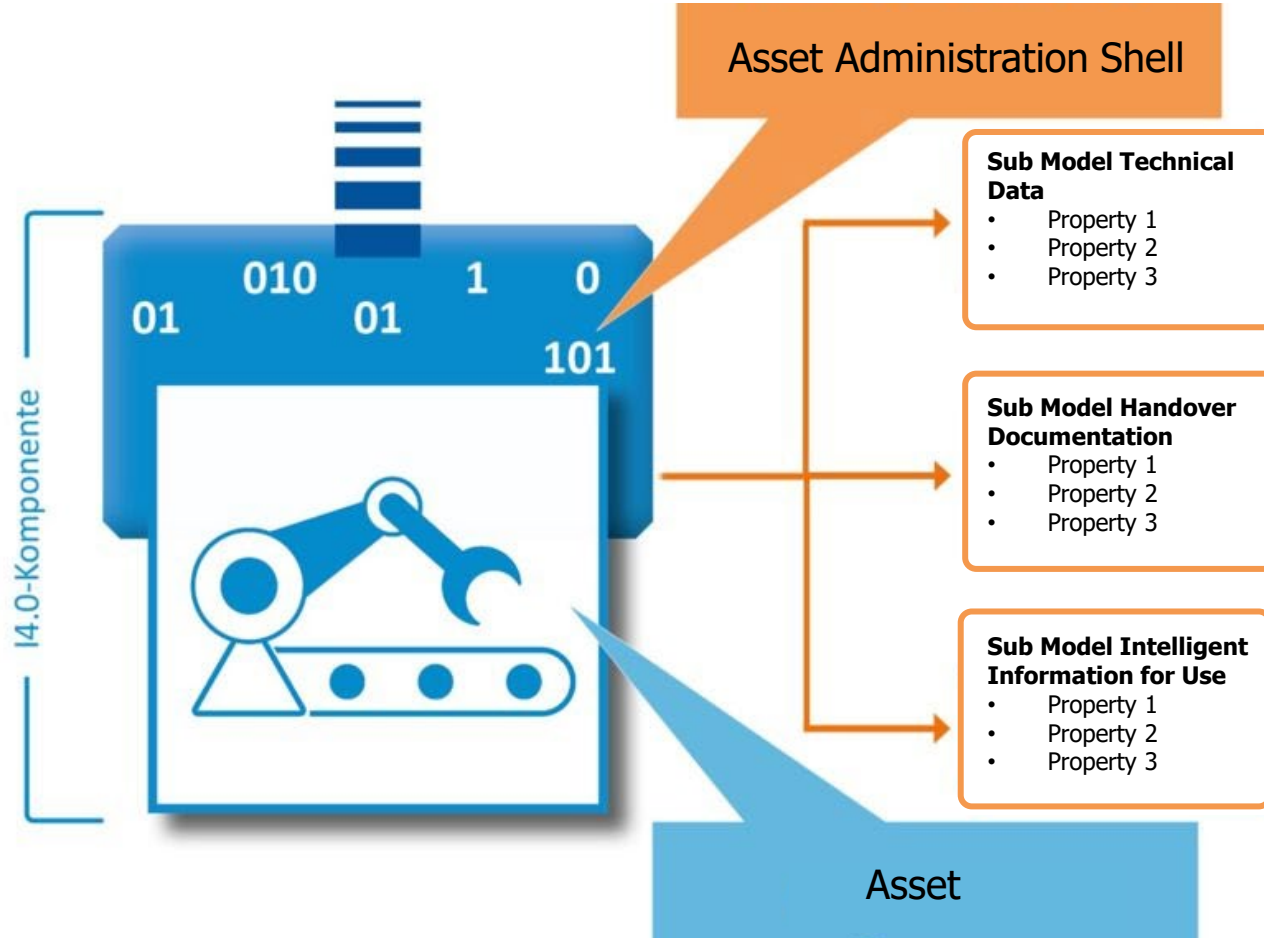 Asset Administration Shell
I4.0-Komponente
010
1
0
01
01
101
Sub Model Technical
Data
• Property 1
• Property 2
• Property 3
Sub Model Handover
Documentation
• Property 1
• Property 2
• Property 3
Sub Model Intelligent
Information for Use
• Property 1
• Property 2
• Property 3
Asset